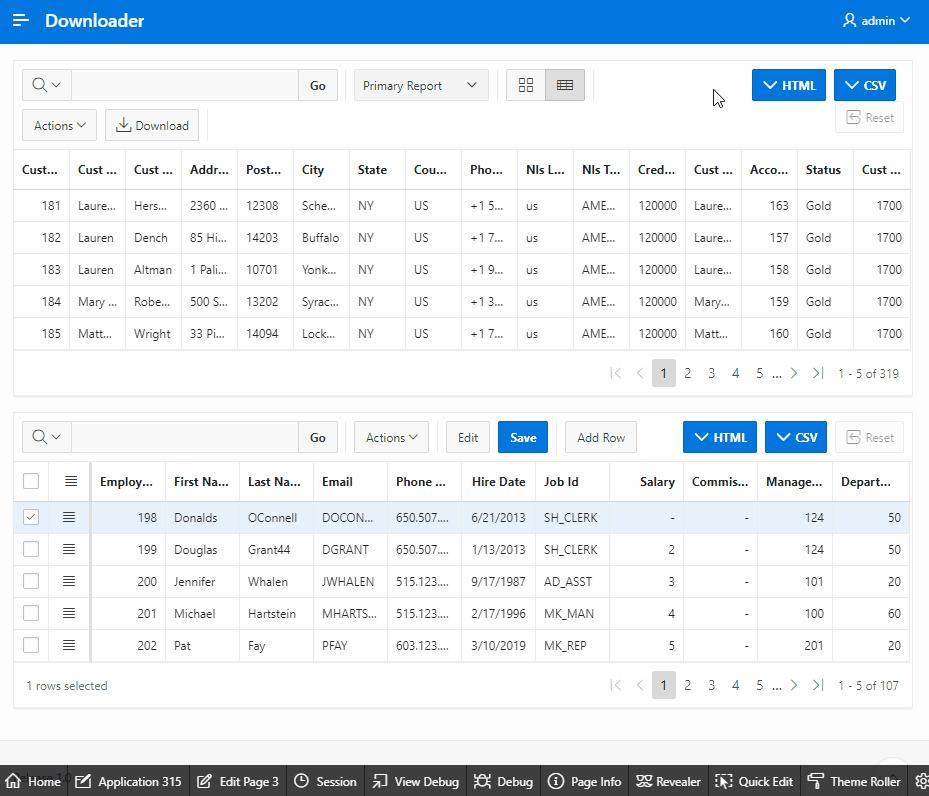 Downloader admin
Go Primary Report HTML CSV
Actions Download Reset
Cust... Cust ... Cust ... Addr... Post... City State Cou... Pho... Nls L... Nls T... Cred... Cust ... Acco... Status Cust ...
181 Laure... Hers... 2360 ... 12308 Sche... NY US +1 5... us AME... 120000 Laure... 163 Gold 1700
182 Lauren Dench 85 Hi... 14203 Buffalo NY US +1 7... us AME... 120000 Laure... 157 Gold 1700
183 Lauren Altman 1 Pali... 10701 Yonk... NY US +1 9... us AME... 120000 Laure... 158 Gold 1700
184 Mary ... Robe... 500 S... 13202 Syrac... NY US +1 3... us AME... 120000 Mary... 159 Gold 1700
185 Matt... Wright 33 Pi... 14094 Lock... NY US +1 7... us AME... 120000 Matt... 160 Gold 1700
1 2 3 4 5 ... 1 - 5 of 319
Go Actions Edit Save Add Row HTML CSV Reset
Employ... First Na... Last Na... Email Phone ... Hire Date Job Id Salary Commis... Manage... Depart...
198 Donalds OConnell DOCON... 650.507.... 6/21/2013 SH_CLERK - - 124 50
199 Douglas Grant44 DGRANT 650.507.... 1/13/2013 SH_CLERK 2 - 124 50
200 Jennifer Whalen JWHALEN 515.123.... 9/17/1987 AD_ASST 3 - 101 20
201 Michael Hartstein MHARTS... 515.123.... 2/17/1996 MK_MAN 4 - 100 60
202 Pat Fay PFAY 603.123.... 3/10/2019 MK_REP 5 - 201 20
1 rows selected 1 2 3 4 5 ... 1 - 5 of 107
Home Application 315 Edit Page 3 Session View Debug Debug Page Info Revealer Quick Edit Theme Roller